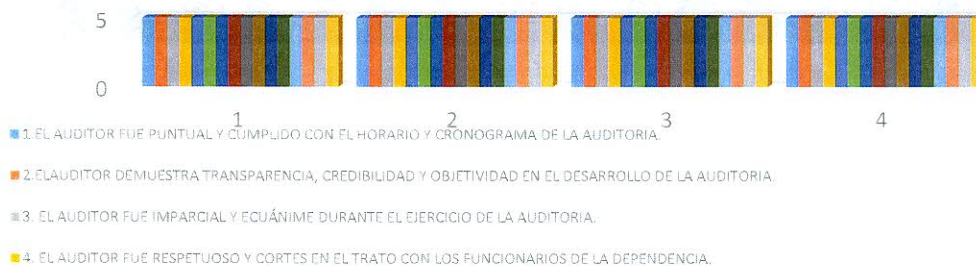 5
0
1 2 3 4
1. EL AUDITOR FUE PUNTUAL Y CUMPLIDO CON EL HORARIO Y CRONOGRAMA DE LA AUDITORIA.
2. ELAUDITOR DEMUESTRA TRANSPARENCIA, CREDIBILIDAD Y OBJETIVIDAD EN EL DESARROLLO DE LA AUDITORIA
3. EL AUDITOR FUE IMPARCIAL Y ECUÁNIME DURANTE EL EJERCICIO DE LA AUDITORIA.
4. EL AUDITOR FUE RESPETUOSO Y CORTES EN EL TRATO CON LOS FUNCIONARIOS DE LA DEPENDENCIA.